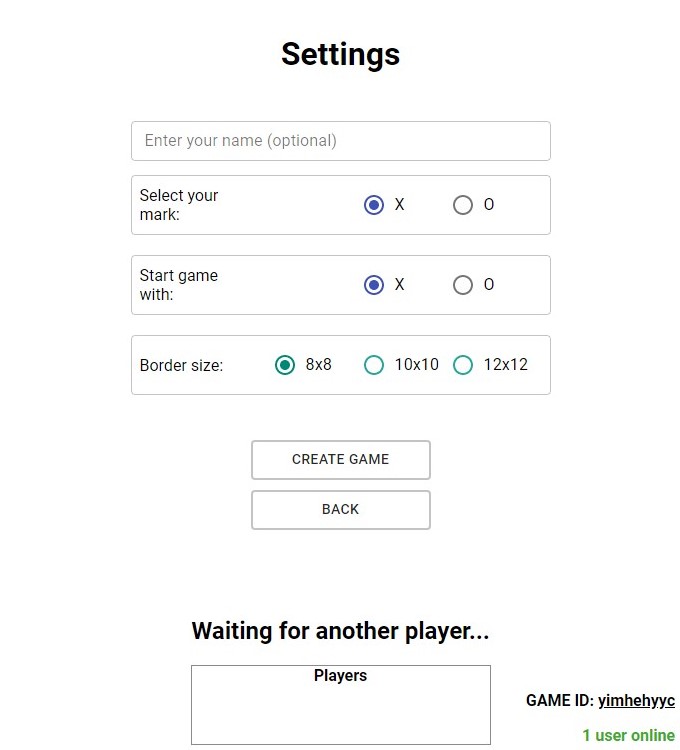 Settings
Enter your name (optional)
Select your
mark:
X
O
Start game
with:
X
O
Border size:
8x8
10x10
12x12
CREATE GAME
BACK
Waiting for another player...
Players
GAME ID: yimhehyyc
1 user online